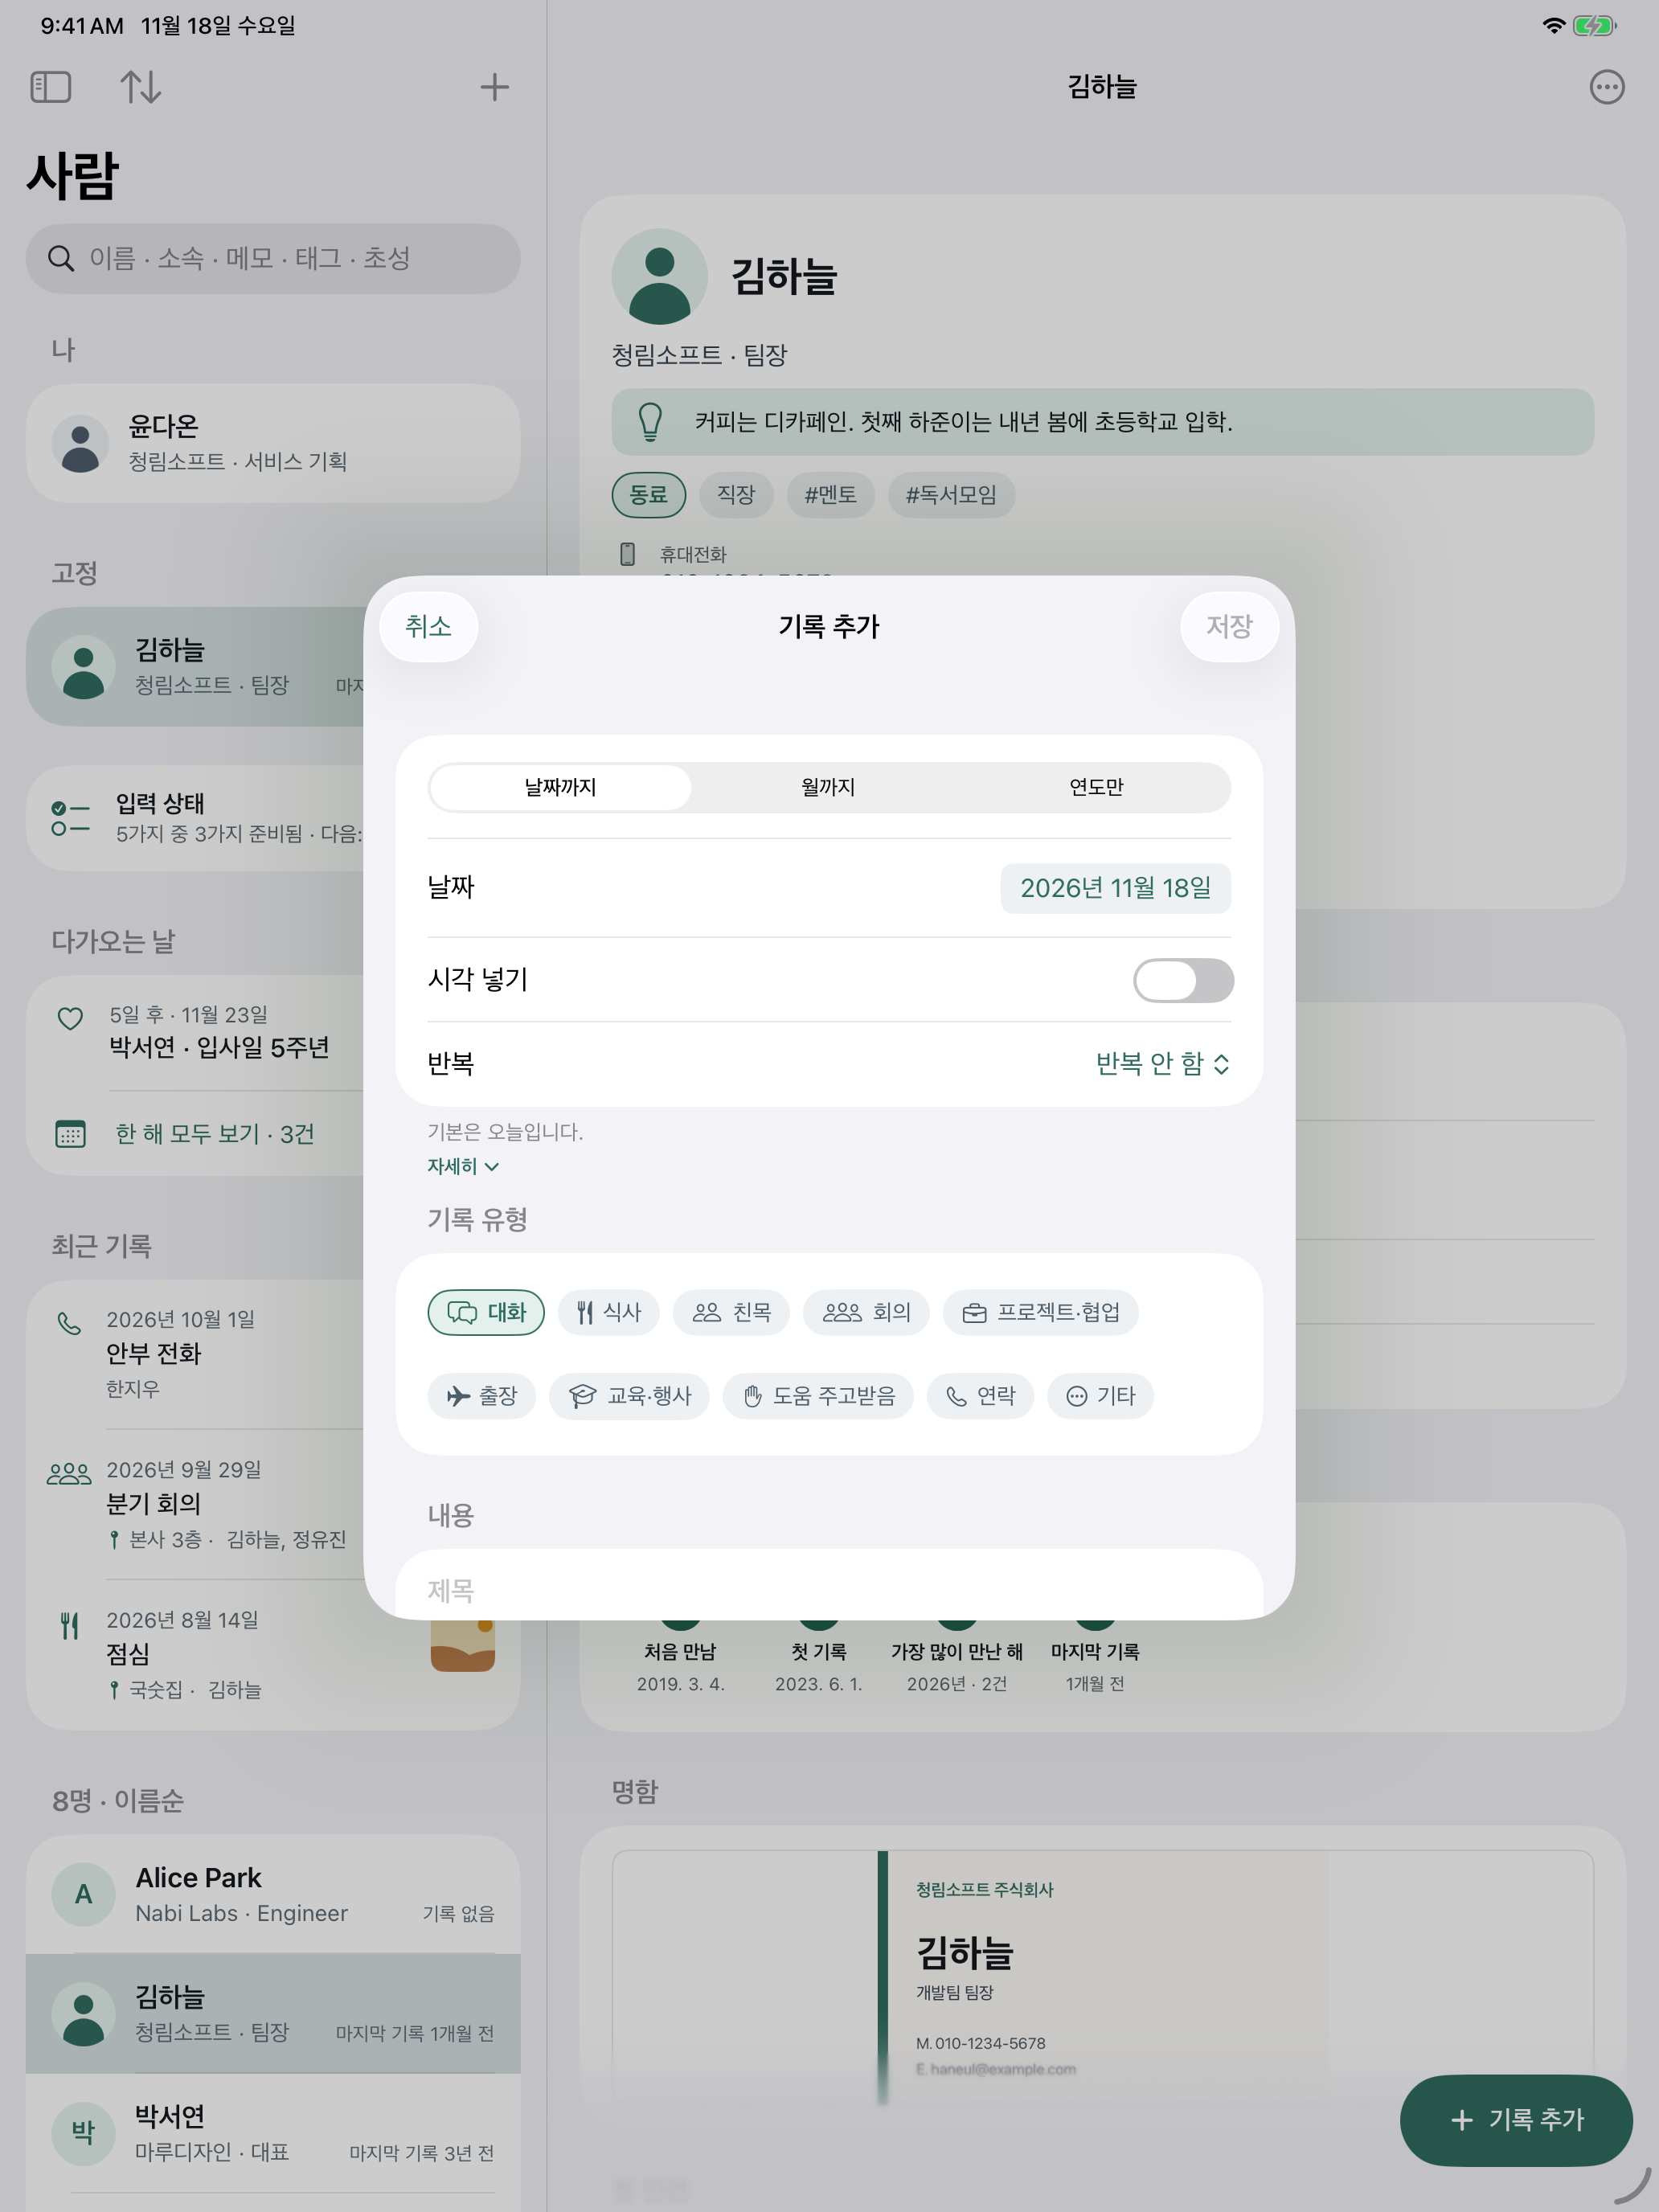 9:41 AM 11월 18일 수요일
사람
이름 · 소속 · 메모 · 태그 · 초성
나
윤다온
청림소프트 · 서비스 기획
고정
김하늘
청림소프트 · 팀장
입력 상태
5가지 중 3가지 준비됨 · 다음:
다가오는 날
5일 후 · 11월 23일
박서연 · 입사일 5주년
한 해 모두 보기 · 3건
최근 기록
2026년 10월 1일
안부 전화
한지우
2026년 9월 29일
분기 회의
본사 3층 · 김하늘, 정유진
2026년 8월 14일
점심
국숫집 · 김하늘
8명 · 이름순
A
Alice Park
Nabi Labs · Engineer
기록 없음
김하늘
청림소프트 · 팀장
마지막 기록 1개월 전
박
박서연
마루디자인 · 대표
마지막 기록 3년 전
김하늘
김하늘
청림소프트 · 팀장
커피는 디카페인. 첫째 하준이는 내년 봄에 초등학교 입학.
동료 직장 #멘토 #독서모임
휴대전화
취소
기록 추가
저장
날짜까지 월까지 연도만
날짜
2026년 11월 18일
시각 넣기
반복
반복 안 함
기본은 오늘입니다.
자세히
기록 유형
대화 식사 친목 회의 프로젝트·협업
출장 교육·행사 도움 주고받음 연락 기타
내용
제목
처음 만남 첫 기록 가장 많이 만난 해 마지막 기록
2019. 3. 4. 2023. 6. 1. 2026년 · 2건 1개월 전
명함
청림소프트 주식회사
김하늘
개발팀 팀장
M. 010-1234-5678
E. haneul@example.com
기록 추가